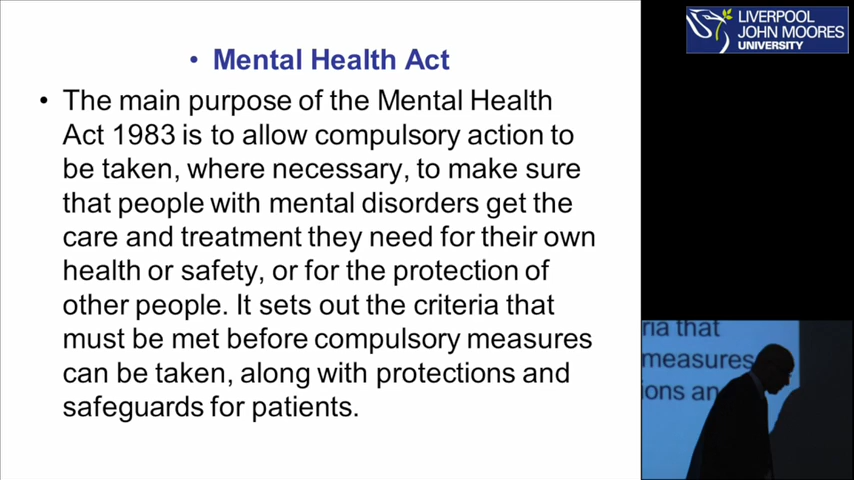 • Mental Health Act
• The main purpose of the Mental Health
Act 1983 is to allow compulsory action to
be taken, where necessary, to make sure
that people with mental disorders get the
care and treatment they need for their own
health or safety, or for the protection of
other people. It sets out the criteria that
must be met before compulsory measures
can be taken, along with protections and
safeguards for patients.
LIVERPOOL
JOHN MOORES
UNIVERSITY
ria that
measures
ions an